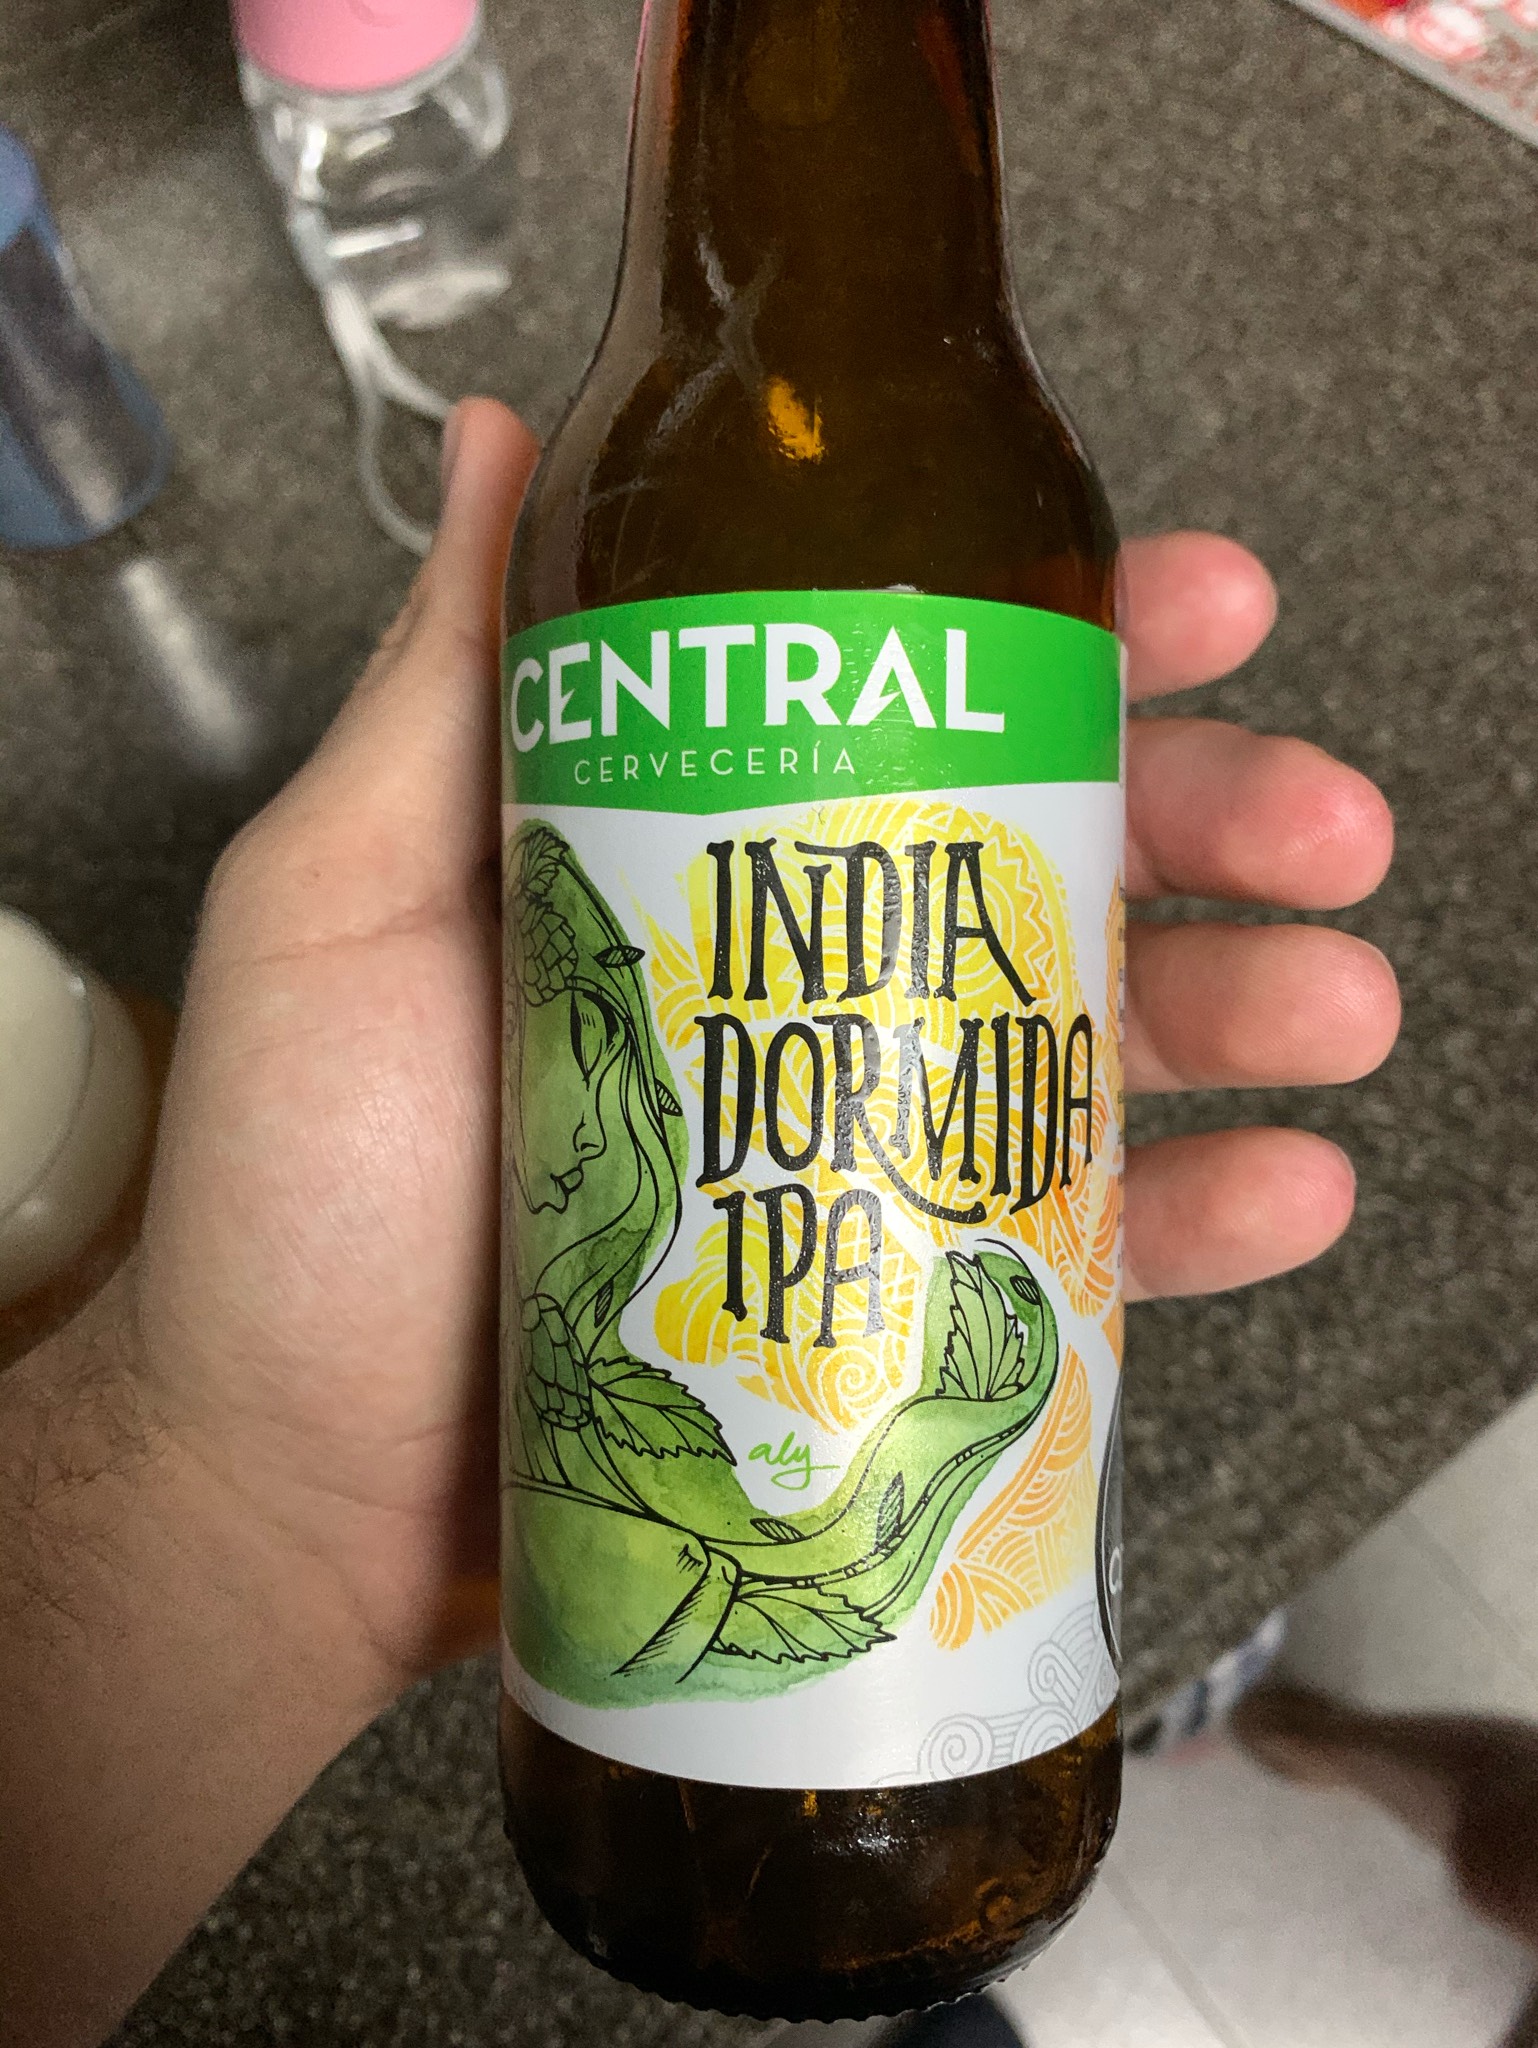 CENTRAL
CERVECERÍA
INDIA
DORMIDA
IPA
aly